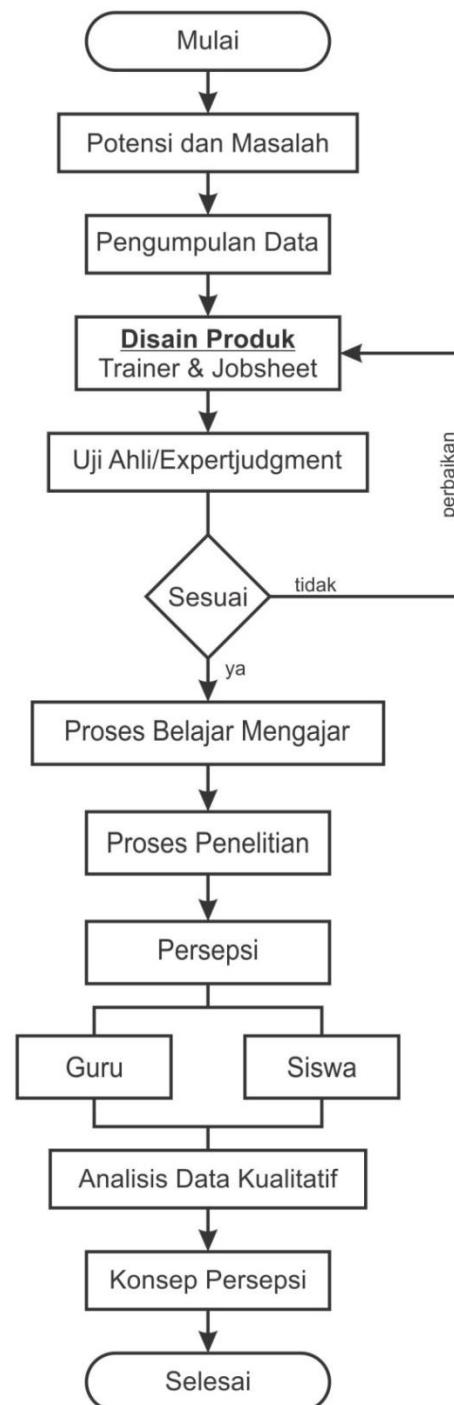 Mulai
Potensi dan Masalah
Pengumpulan Data
Disain Produk
Trainer & Jobsheet
Uji Ahli/Expertjudgment
perbaikan
Sesuai
tidak
ya
Proses Belajar Mengajar
Proses Penelitian
Persepsi
Guru
Siswa
Analisis Data Kualitatif
Konsep Persepsi
Selesai